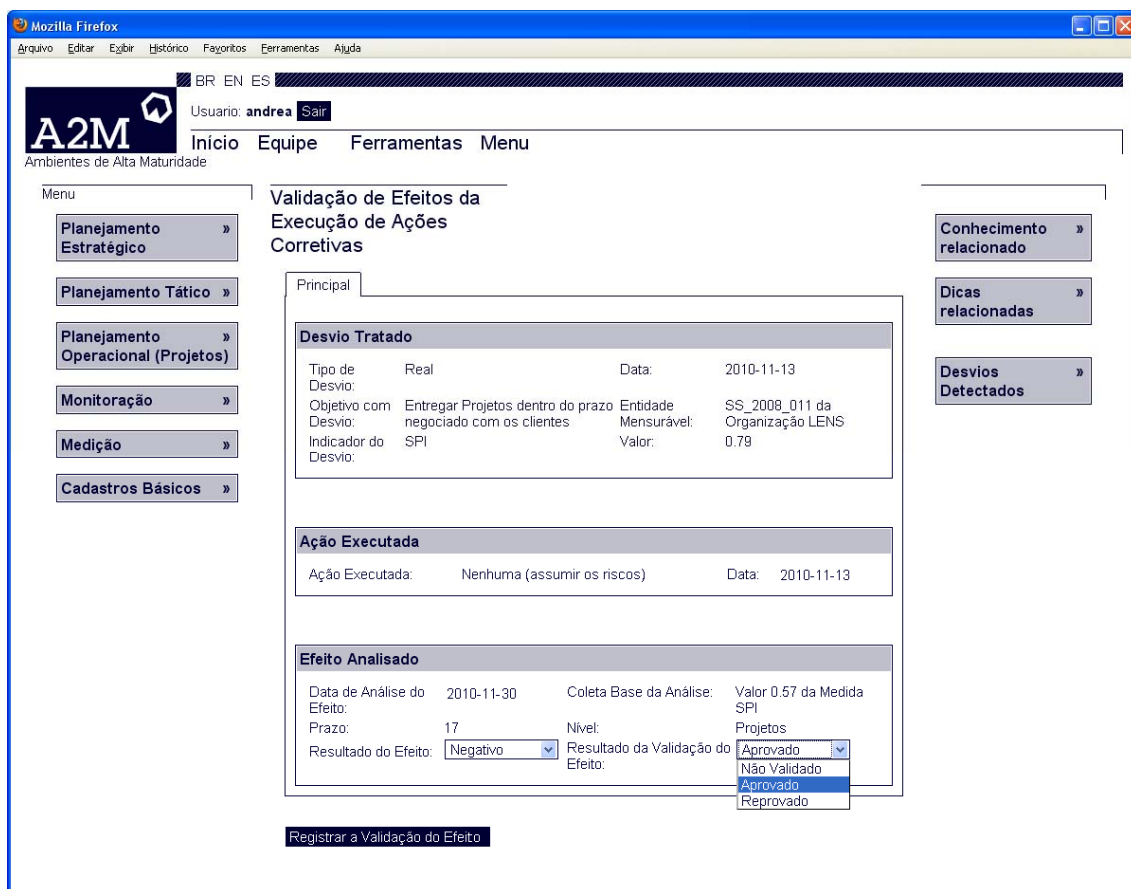 Mozilla Firefox
Arquivo Editar Exibir Histórico Favoritos Ferramentas Ajuda
BR EN ES
Usuario: andrea Sair
A2M
Início Equipe Ferramentas Menu
Ambientes de Alta Maturidade
Menu
Planejamento »
Estratégico
Planejamento Tático »
Planejamento »
Operacional (Projetos)
Monitoração »
Medição »
Cadastros Básicos »
Validação de Efeitos da
Execução de Ações
Corretivas
Principal
Desvio Tratado
Tipo de Real Data: 2010-11-13
Desvio:
Objetivo com Entregar Projetos dentro do prazo Entidade SS_2008_011 da
Desvio: negociado com os clientes Mensurável: Organização LENS
Indicador do SPI Valor: 0.79
Desvio:
Ação Executada
Ação Executada: Nenhuma (assumir os riscos) Data: 2010-11-13
Efeito Analisado
Data de Análise do 2010-11-30 Coleta Base da Análise: Valor 0.57 da Medida
Efeito: SPI
Prazo: 17 Nível: Projetos
Resultado do Efeito: Negativo Resultado da Validação do Aprovado
Efeito:
Não Validado
Aprovado
Reprovado
Registrar a Validação do Efeito
Conhecimento »
relacionado
Dicas »
relacionadas
Desvios »
Detectados